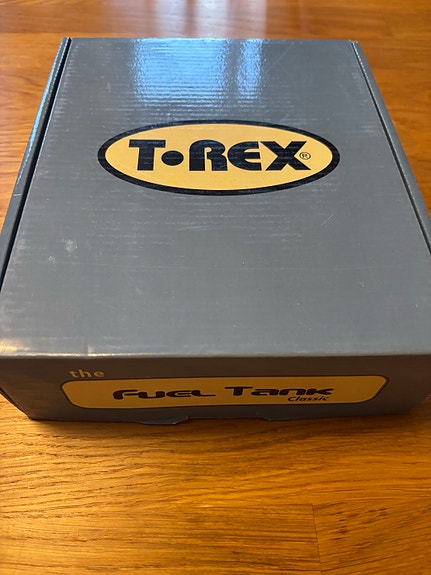 T•REX®
the
Fuel Tank
Classic